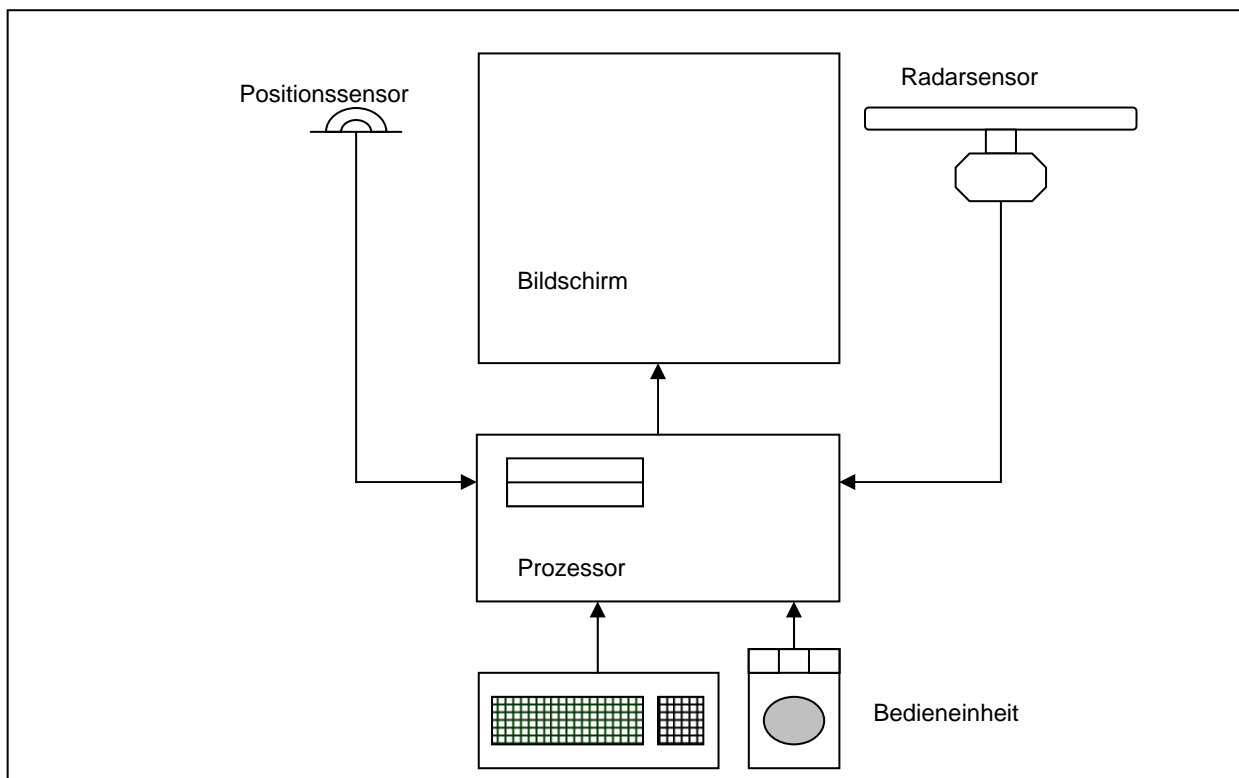 Positionssensor
Radarsensor
Bildschirm
Prozessor
Bedieneinheit